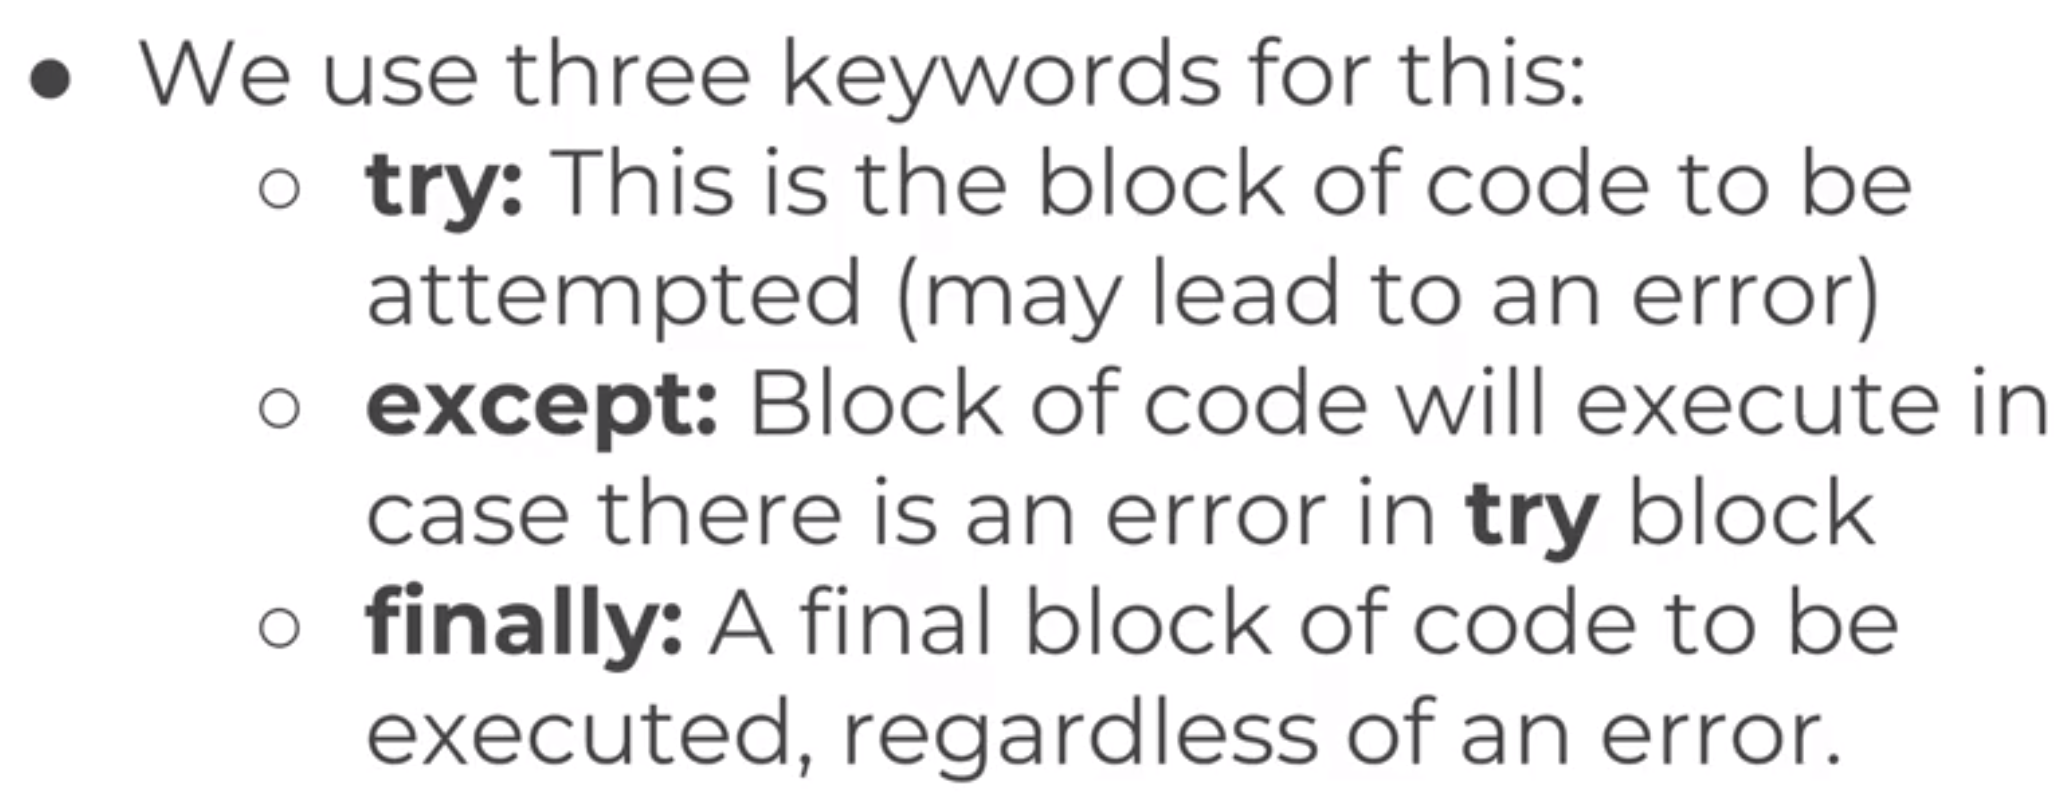 ● We use three keywords for this:
○ try: This is the block of code to be
attempted (may lead to an error)
○ except: Block of code will execute in
case there is an error in try block
○ finally: A final block of code to be
executed, regardless of an error.